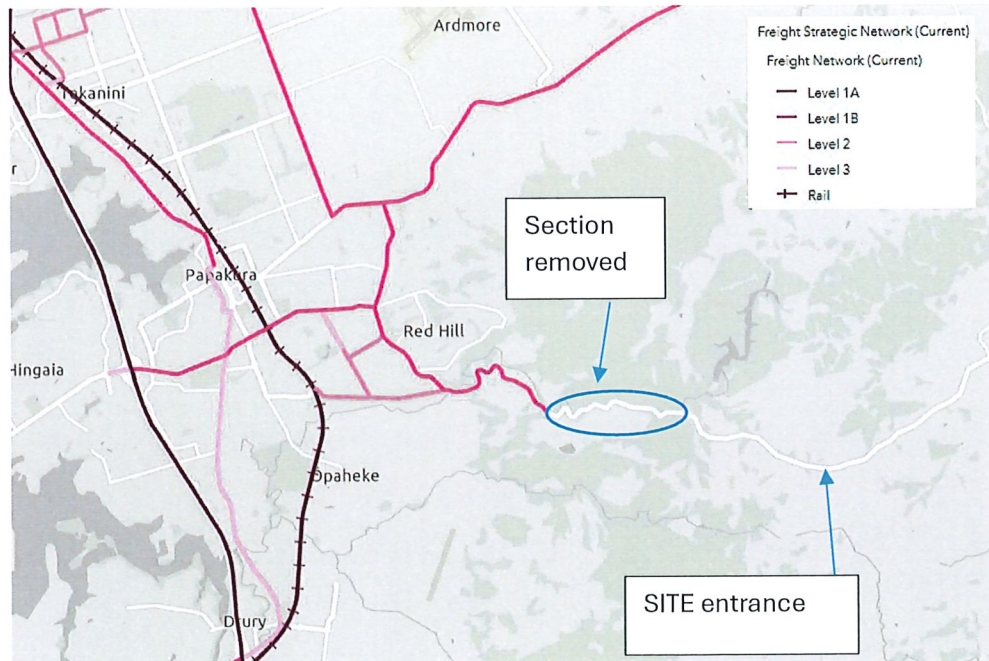 Ardmore
Freight Strategic Network (Current)
Freight Network (Current)
Level 1A
Level 1B
Level 2
Level 3
Rail
Takanini
r
Section
removed
Papakura
Red Hill
Hingaia
Opaheke
SITE entrance
Drury